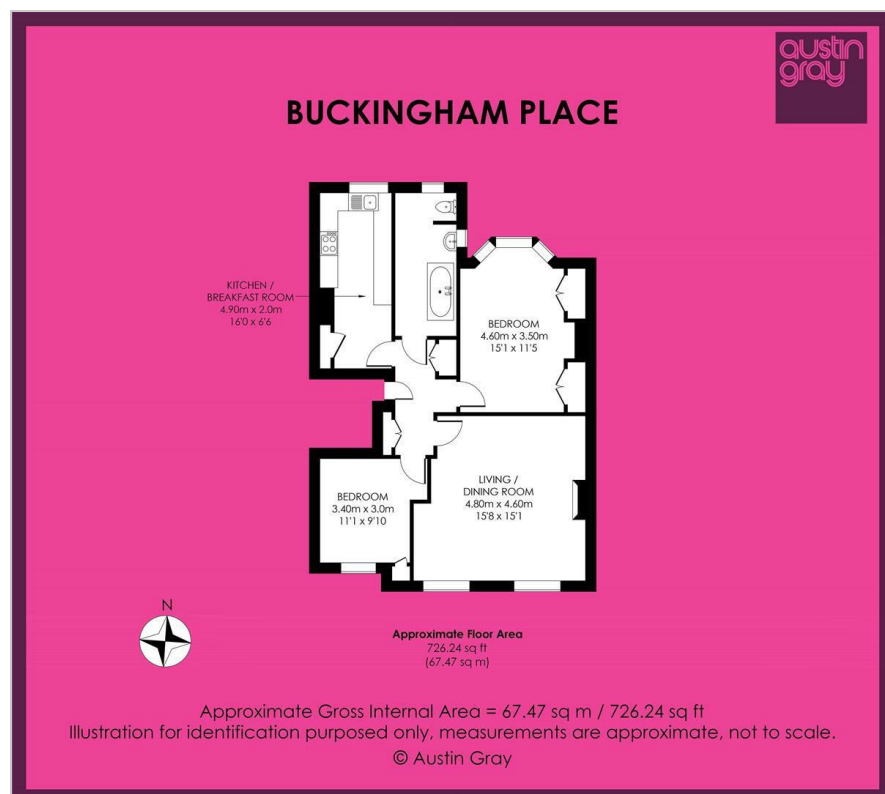 austin
gray
BUCKINGHAM PLACE
KITCHEN /
BREAKFAST ROOM
4.90m x 2.0m
16'0 x 6'6
BEDROOM
4.60m x 3.50m
15'1 x 11'5
LIVING /
DINING ROOM
4.80m x 4.60m
15'8 x 15'1
BEDROOM
3.40m x 3.0m
11'1 x 9'10
N
Approximate Floor Area
726.24 sq ft
(67.47 sq m)
Approximate Gross Internal Area = 67.47 sq m / 726.24 sq ft
Illustration for identification purposed only, measurements are approximate, not to scale.
© Austin Gray